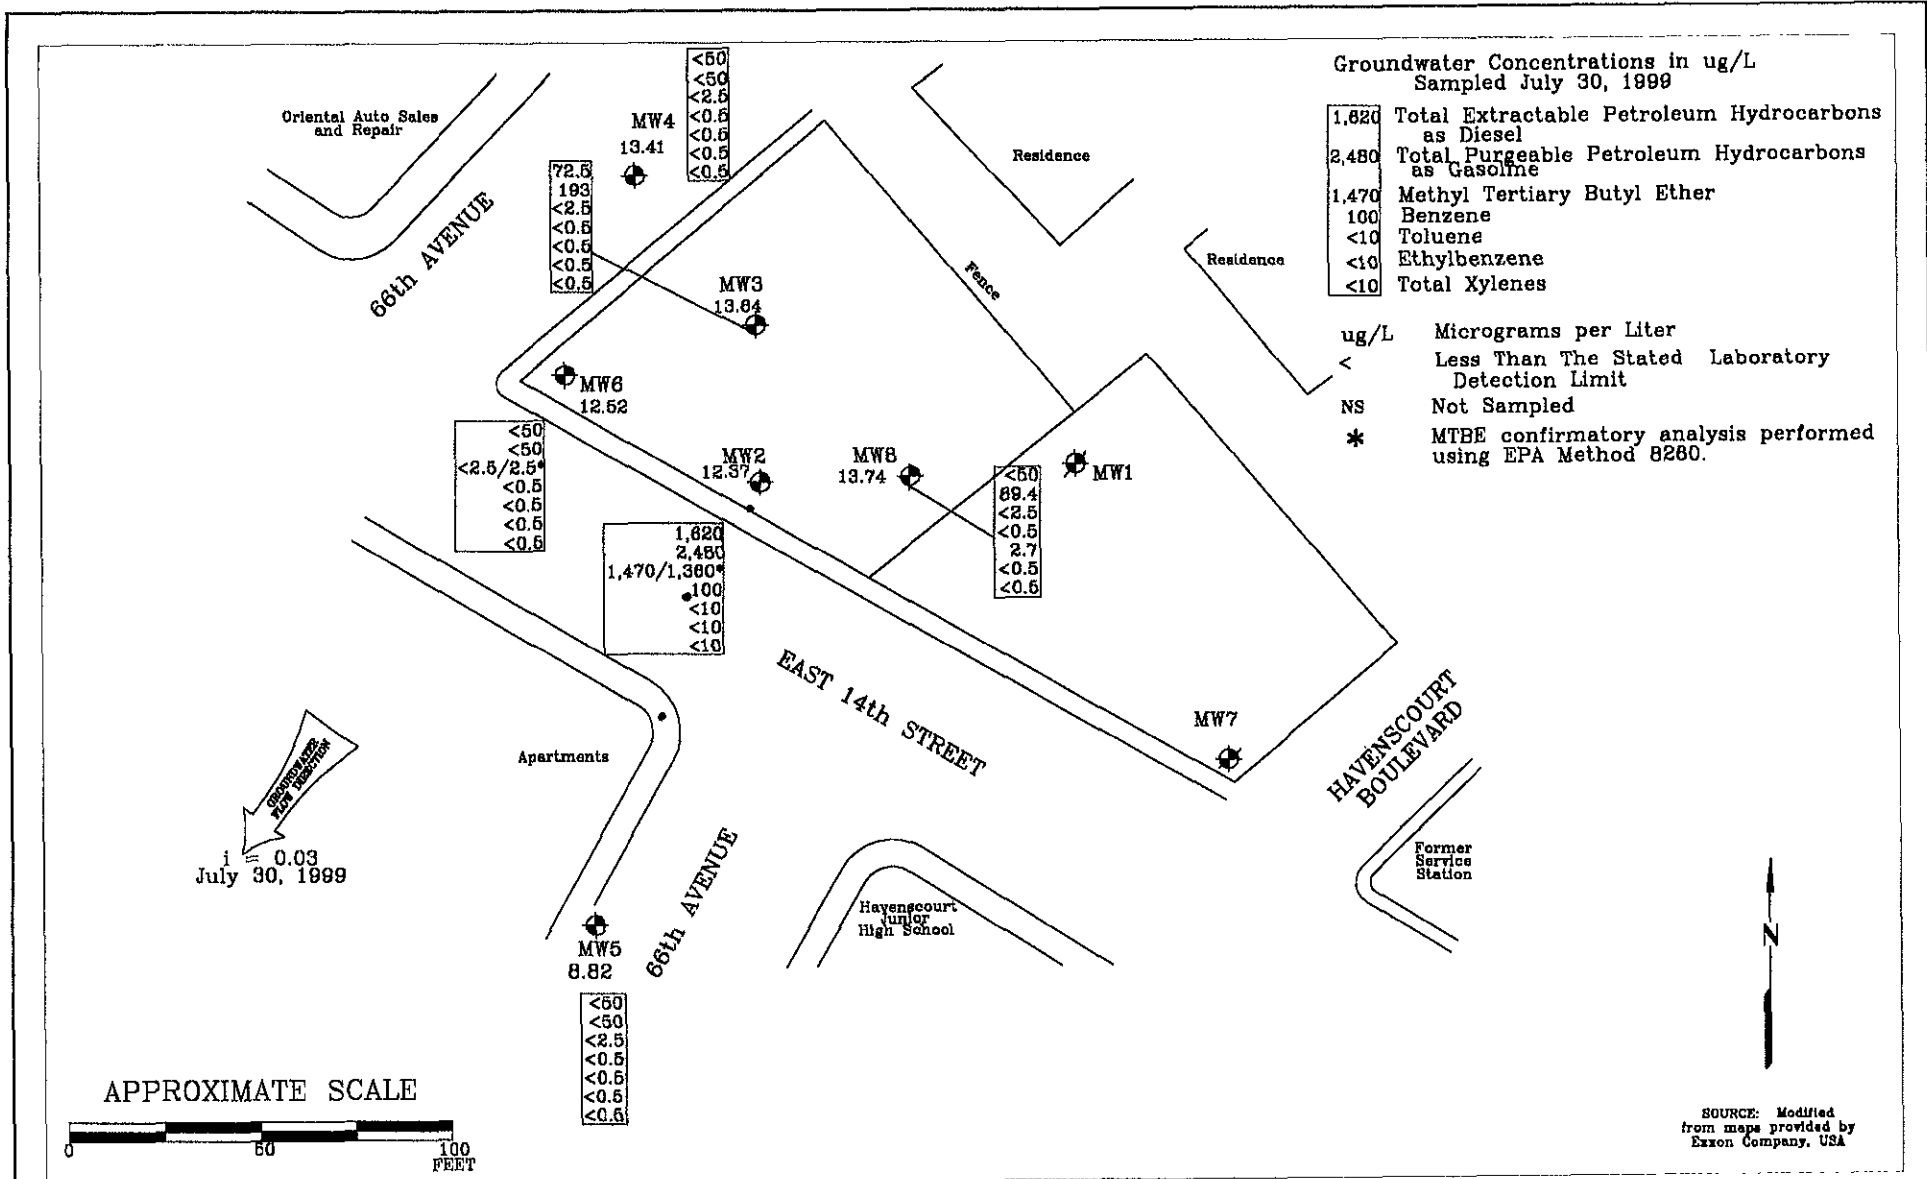 Groundwater Concentrations in ug/L
Sampled July 30, 1999
1,620 Total Extractable Petroleum Hydrocarbons
as Diesel
2,480 Total Purgeable Petroleum Hydrocarbons
as Gasoline
1,470 Methyl Tertiary Butyl Ether
100 Benzene
<10 Toluene
<10 Ethylbenzene
<10 Total Xylenes
ug/L Micrograms per Liter
< Less Than The Stated Laboratory
Detection Limit
NS Not Sampled
* MTBE confirmatory analysis performed
using EPA Method 8260.
Oriental Auto Sales
and Repair
66th AVENUE
MW4
13.41
<50
<50
<2.5
<0.5
<0.5
<0.5
<0.5
72.5
193
<2.5
<0.5
<0.5
<0.5
<0.5
MW3
13.64
Residence
Residence
Fence
MW6
12.52
<50
<50
<2.5/2.5*
<0.5
<0.5
<0.5
<0.5
MW2
12.37
1,620
2,480
1,470/1,360*
100
<10
<10
<10
MW8
13.74
<50
89.4
<2.5
<0.5
2.7
<0.5
<0.5
MW1
EAST 14th STREET
MW7
HAVENSCOURT
BOULEVARD
Apartments
GROUNDWATER
FLOW DIRECTION
i = 0.03
July 30, 1999
66th AVENUE
Havenscourt
Junior
High School
Former
Service
Station
MW5
8.82
<50
<50
<2.5
<0.5
<0.5
<0.5
<0.5
N
APPROXIMATE SCALE
0 50 100
FEET
SOURCE: Modified
from maps provided by
Exxon Company, USA